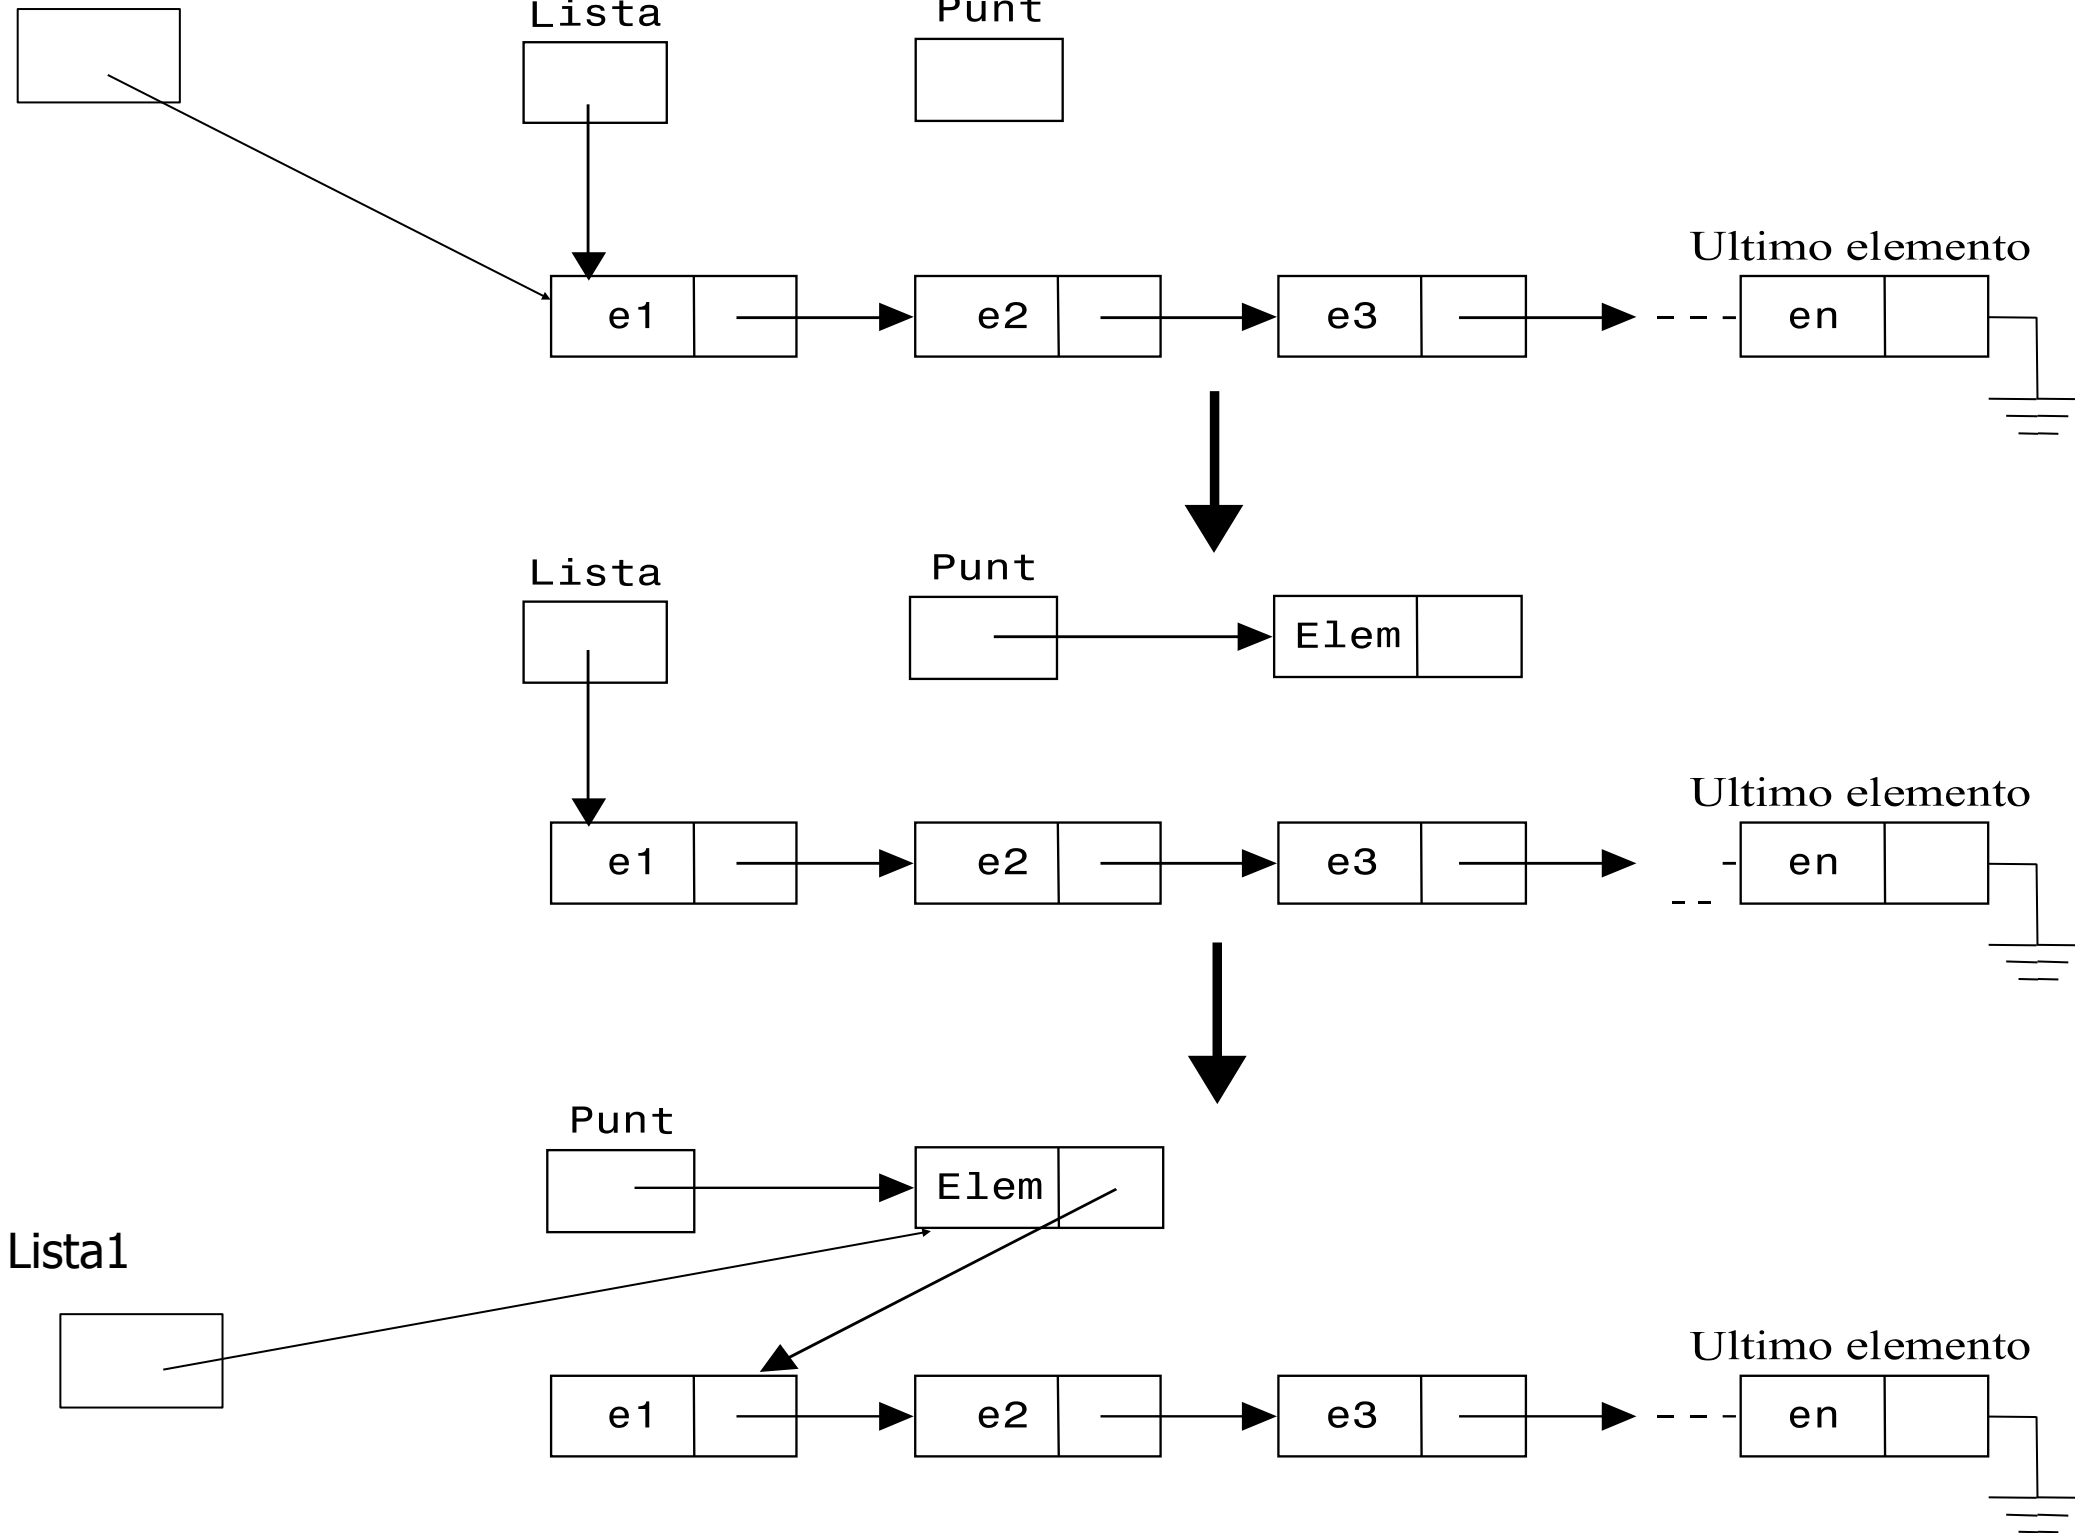 Lista
Punt
Ultimo elemento
e1
e2
e3
en
Lista
Punt
Elem
Ultimo elemento
e1
e2
e3
en
Punt
Elem
Lista1
Ultimo elemento
e1
e2
e3
en